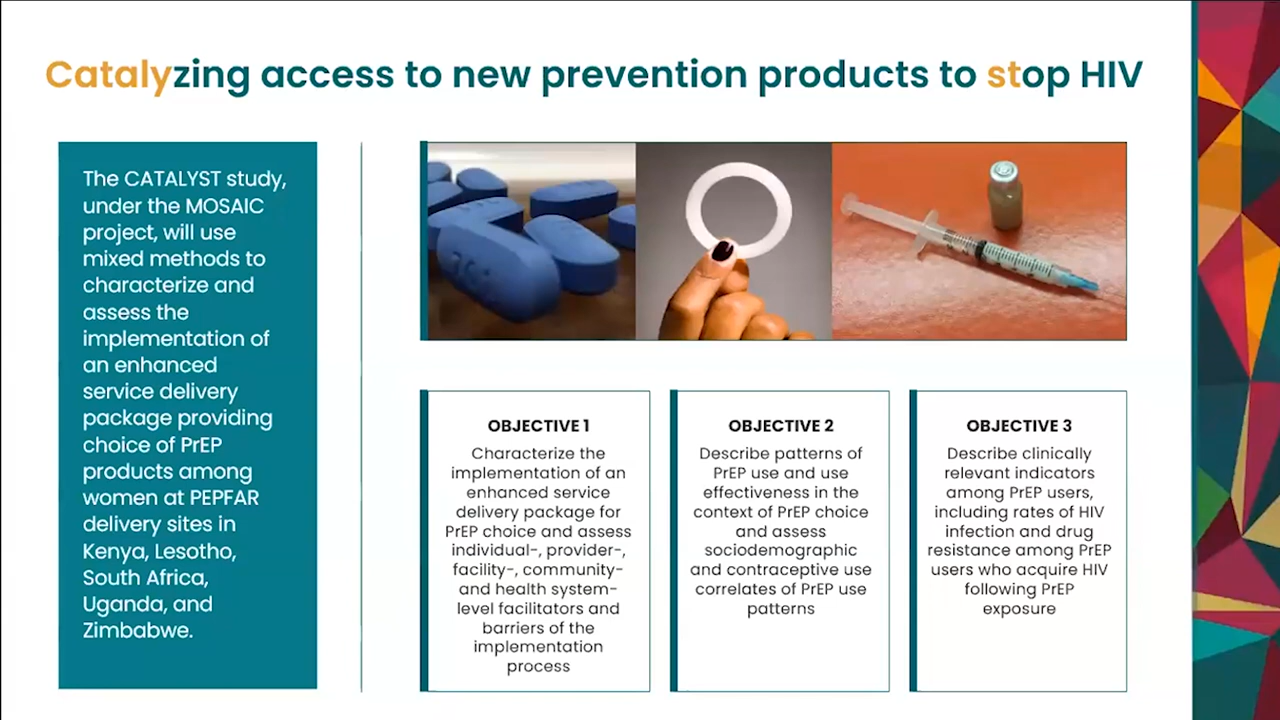 Catalyzing access to new prevention products to stop HIV
The CATALYST study,
under the MOSAIC
project, will use
mixed methods to
characterize and
assess the
implementation of
an enhanced
service delivery
package providing
choice of PrEP
products among
women at PEPFAR
delivery sites in
Kenya, Lesotho,
South Africa,
Uganda, and
Zimbabwe.
OBJECTIVE 1
Characterize the
implementation of an
enhanced service
delivery package for
PrEP choice and assess
individual-, provider-,
facility-, community-
and health system-
level facilitators and
barriers of the
implementation
process
OBJECTIVE 2
Describe patterns of
PrEP use and use
effectiveness in the
context of PrEP choice
and assess
sociodemographic
and contraceptive use
correlates of PrEP use
patterns
OBJECTIVE 3
Describe clinically
relevant indicators
among PrEP users,
including rates of HIV
infection and drug
resistance among PrEP
users who acquire HIV
following PrEP
exposure